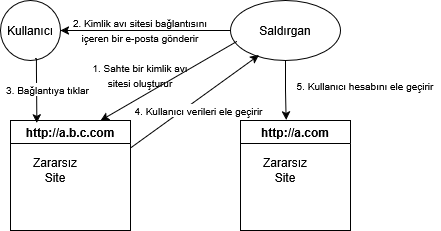 Kullanıcı
2. Kimlik avı sitesi bağlantısını
içeren bir e-posta gönderir
Saldırgan
1. Sahte bir kimlik avı
sitesi oluşturur
3. Bağlantıya tıklar
4. Kullanıcı verileri ele geçirir
5. Kullanıcı hesabını ele geçirir
http://a.b.c.com
Zararsız
Site
http://a.com
Zararsız
Site